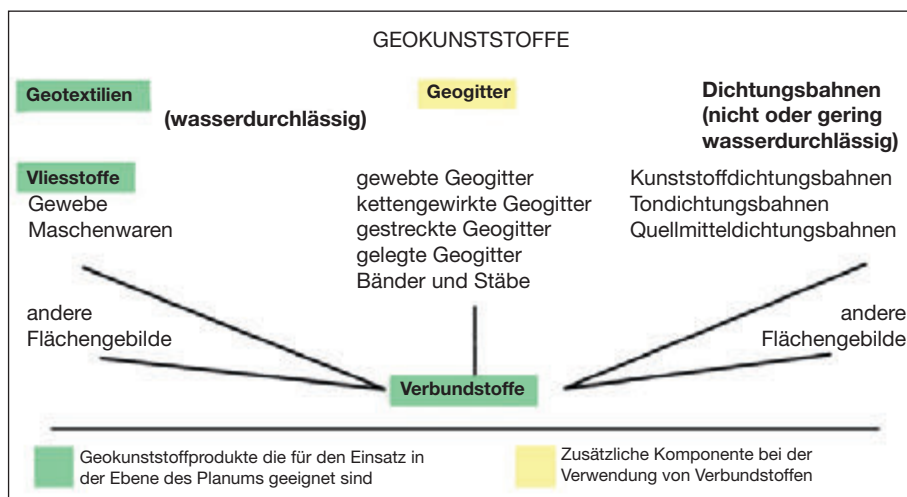 GEOKUNSTSTOFFE
Geotextilien
(wasserdurchlässig)
Geogitter
Dichtungsbahnen
(nicht oder gering
wasserdurchlässig)
Vliesstoffe
Gewebe
Maschenwaren
gewebte Geogitter
kettengewirkte Geogitter
gestreckte Geogitter
gelegte Geogitter
Bänder und Stäbe
Kunststoffdichtungsbahnen
Tondichtungsbahnen
Quellmitteldichtungsbahnen
andere
Flächengebilde
andere
Flächengebilde
Verbundstoffe
Geokunststoffprodukte die für den Einsatz in
der Ebene des Planums geeignet sind
Zusätzliche Komponente bei der
Verwendung von Verbundstoffen